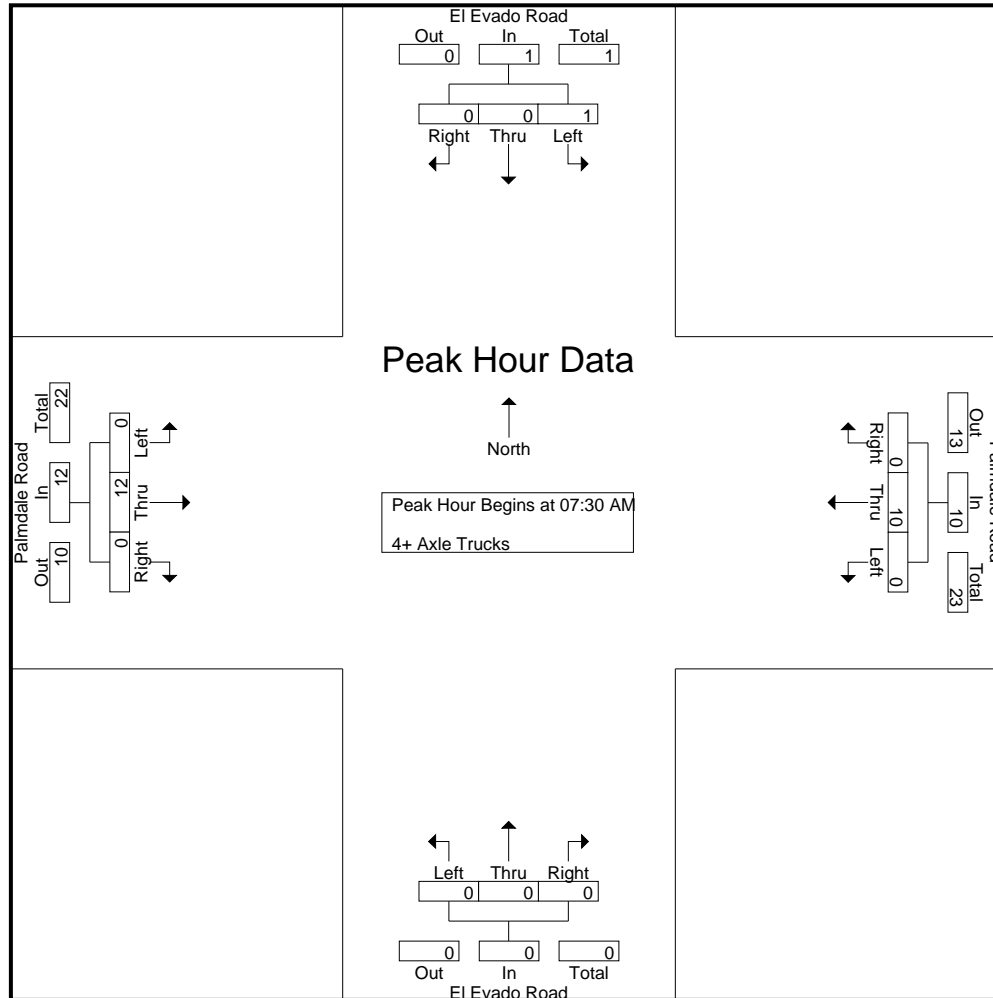 El Evado Road
Out In Total
0 1 1
0 0 1
Right Thru Left
Peak Hour Data
North
Peak Hour Begins at 07:30 AM
4+ Axle Trucks
Palmdale Road
Out In Total
10 12 22
Right Thru Left
0 12 0
Palmdale Road
Out In Total
13 10 23
Right Thru Left
0 10 0
Left Thru Right
0 0 0
0 0 0
Out In Total
El Evado Road